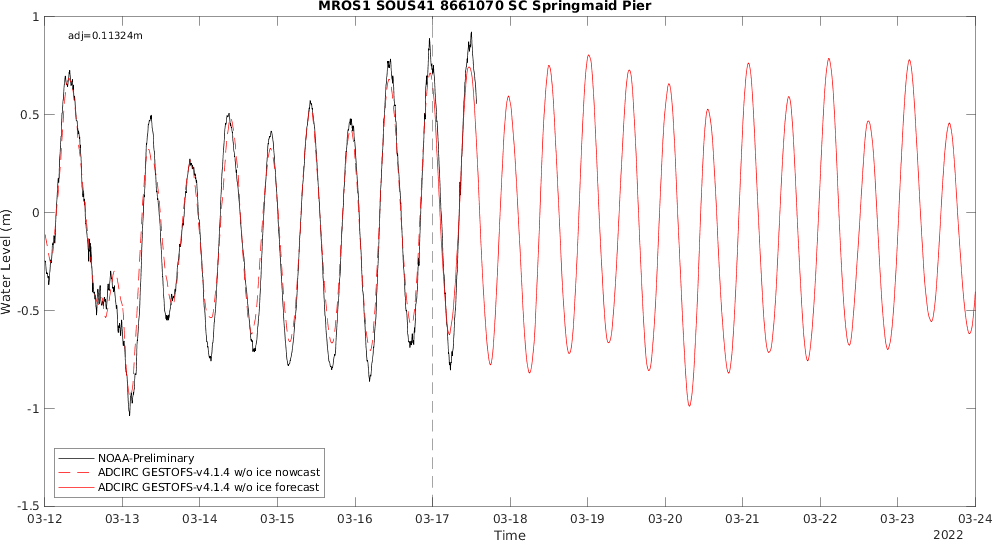 MROS1 SOUS41 8661070 SC Springmaid Pier
adj=0.11324m
1
0.5
0
-0.5
-1
-1.5
Water Level (m)
NOAA-Preliminary
ADCIRC GESTOFS-v4.1.4 w/o ice nowcast
ADCIRC GESTOFS-v4.1.4 w/o ice forecast
03-12 03-13 03-14 03-15 03-16 03-17 03-18 03-19 03-20 03-21 03-22 03-23 03-24
Time
2022